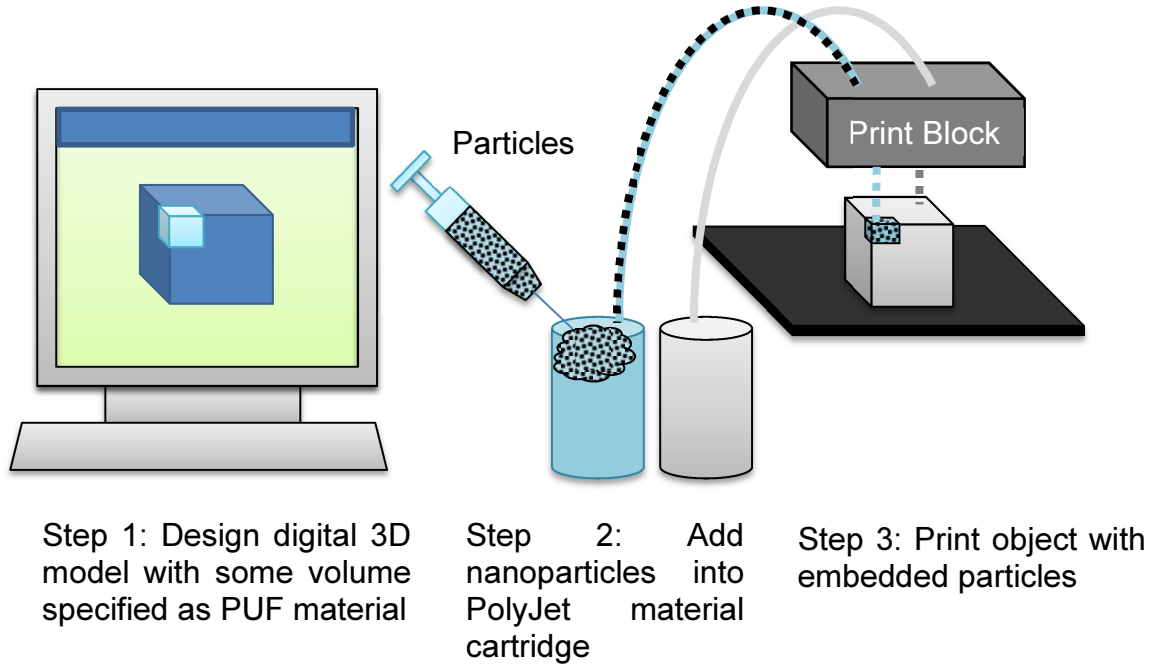 Particles
Print Block
Step 1: Design digital 3D
model with some volume
specified as PUF material
Step 2: Add
nanoparticles into
PolyJet material
cartridge
Step 3: Print object with
embedded particles